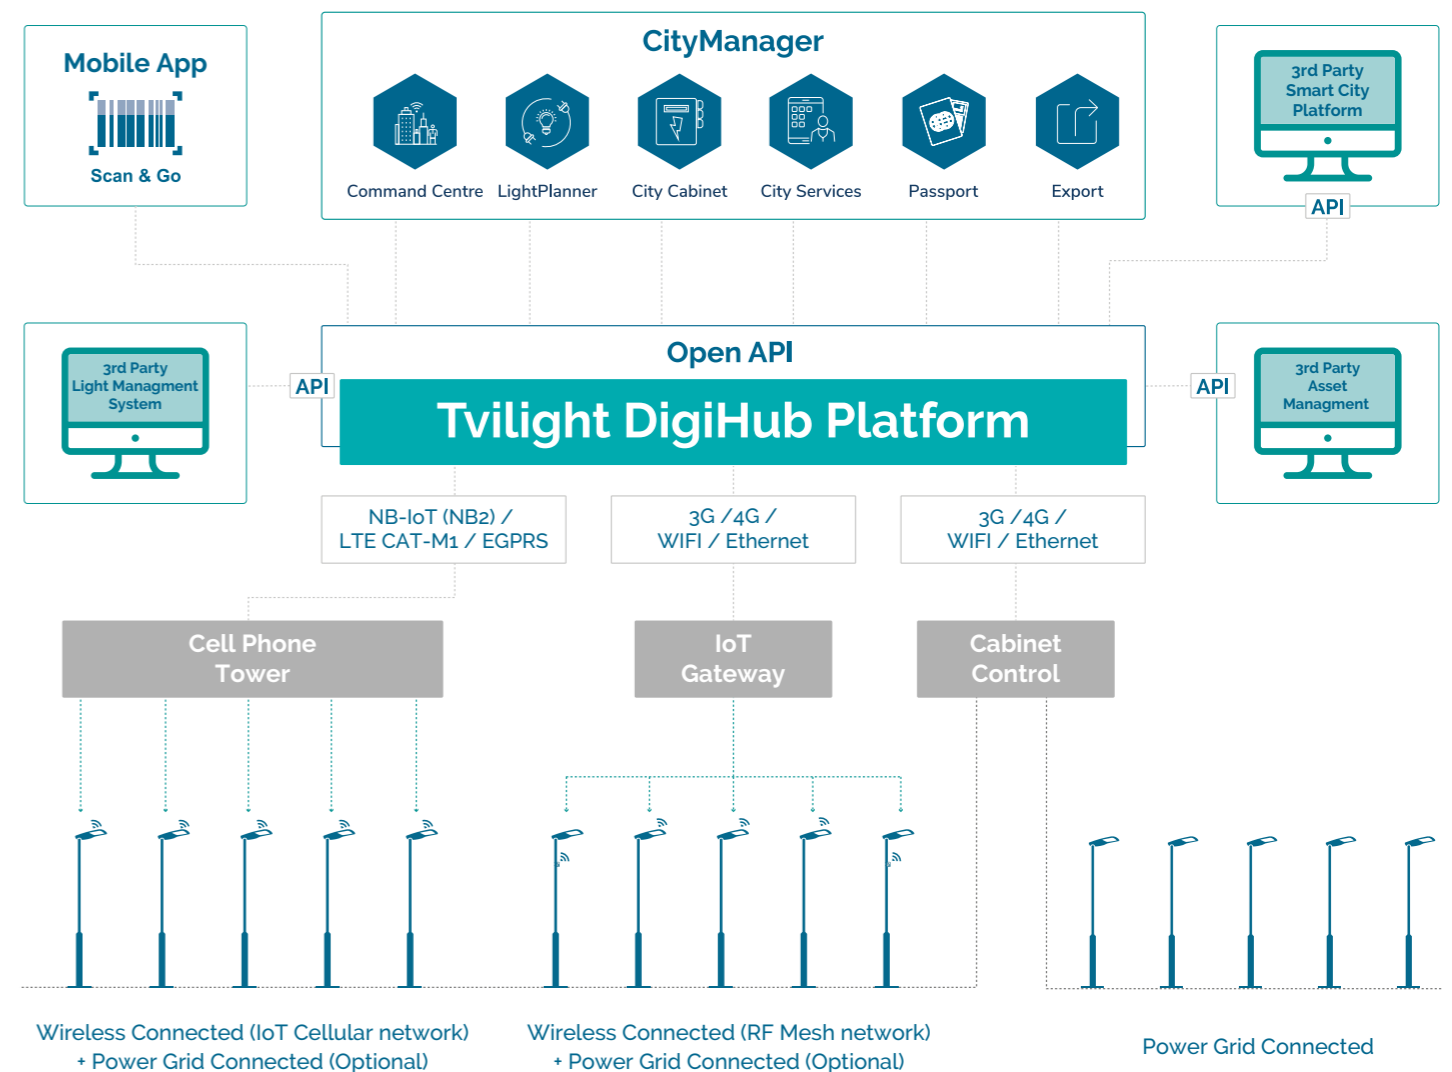 Mobile App
Scan & Go
CityManager
Command Centre
LightPlanner
City Cabinet
City Services
Passport
Export
3rd Party
Smart City
Platform
API
3rd Party
Light Managment
System
API
Open API
Tvilight DigiHub Platform
API
3rd Party
Asset
Managment
NB-IoT (NB2) /
LTE CAT-M1 / EGPRS
3G /4G /
WIFI / Ethernet
3G /4G /
WIFI / Ethernet
Cell Phone
Tower
IoT
Gateway
Cabinet
Control
Wireless Connected (IoT Cellular network)
+ Power Grid Connected (Optional)
Wireless Connected (RF Mesh network)
+ Power Grid Connected (Optional)
Power Grid Connected